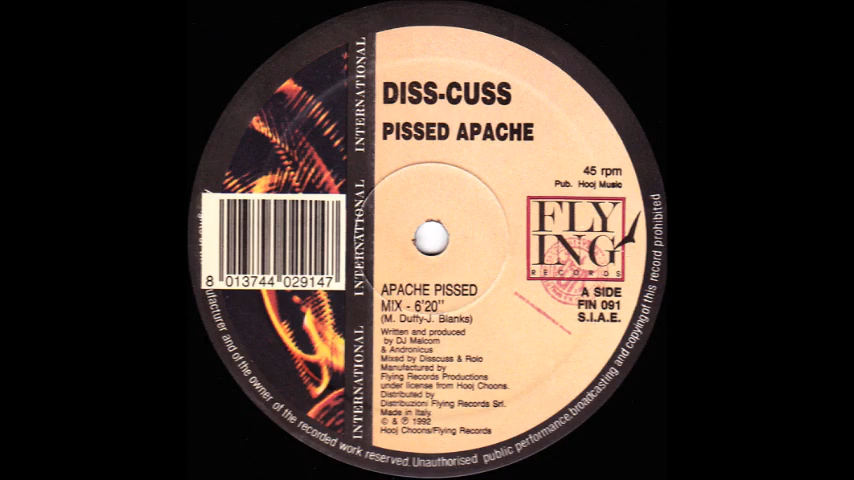 DISS-CUSS
PISSED APACHE
45 rpm
Pub. Hooj Music
FLY
ING
RECORDS
A SIDE
FIN 091
S.I.A.E.
APACHE PISSED
MIX - 6'20''
(M. Duffy-J. Blanks)
Written and produced
by DJ Malcom
& Andronicus
Mixed by Disscuss & Rolo
Manufactured by
Flying Records Productions
under license from Hooj Choons.
Distributed by
Distribuzioni Flying Records Srl.
Made in Italy.
© & ℗ 1992
Hooj Choons/Flying Records
INTERNATIONAL
INTERNATIONAL
INTERNATIONAL
8 013744 029147
and of the owner of the recorded work reserved. Unauthorised public performance, broadcasting and copying of this record prohibited